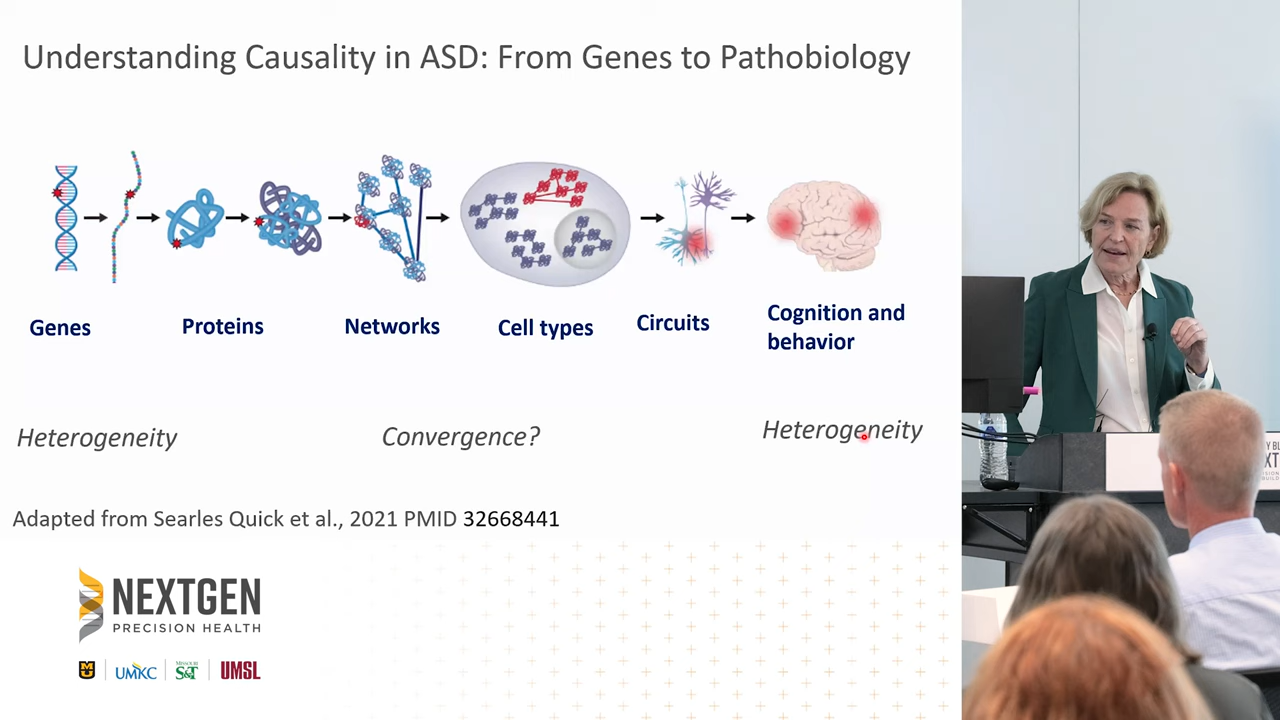 Understanding Causality in ASD: From Genes to Pathobiology
Genes
Proteins
Networks
Cell types
Circuits
Cognition and
behavior
Heterogeneity
Convergence?
Heterogeneity
Adapted from Searles Quick et al., 2021 PMID 32668441
NEXTGEN
PRECISION HEALTH
UMKC
MISSOURI
S&T
UMSL